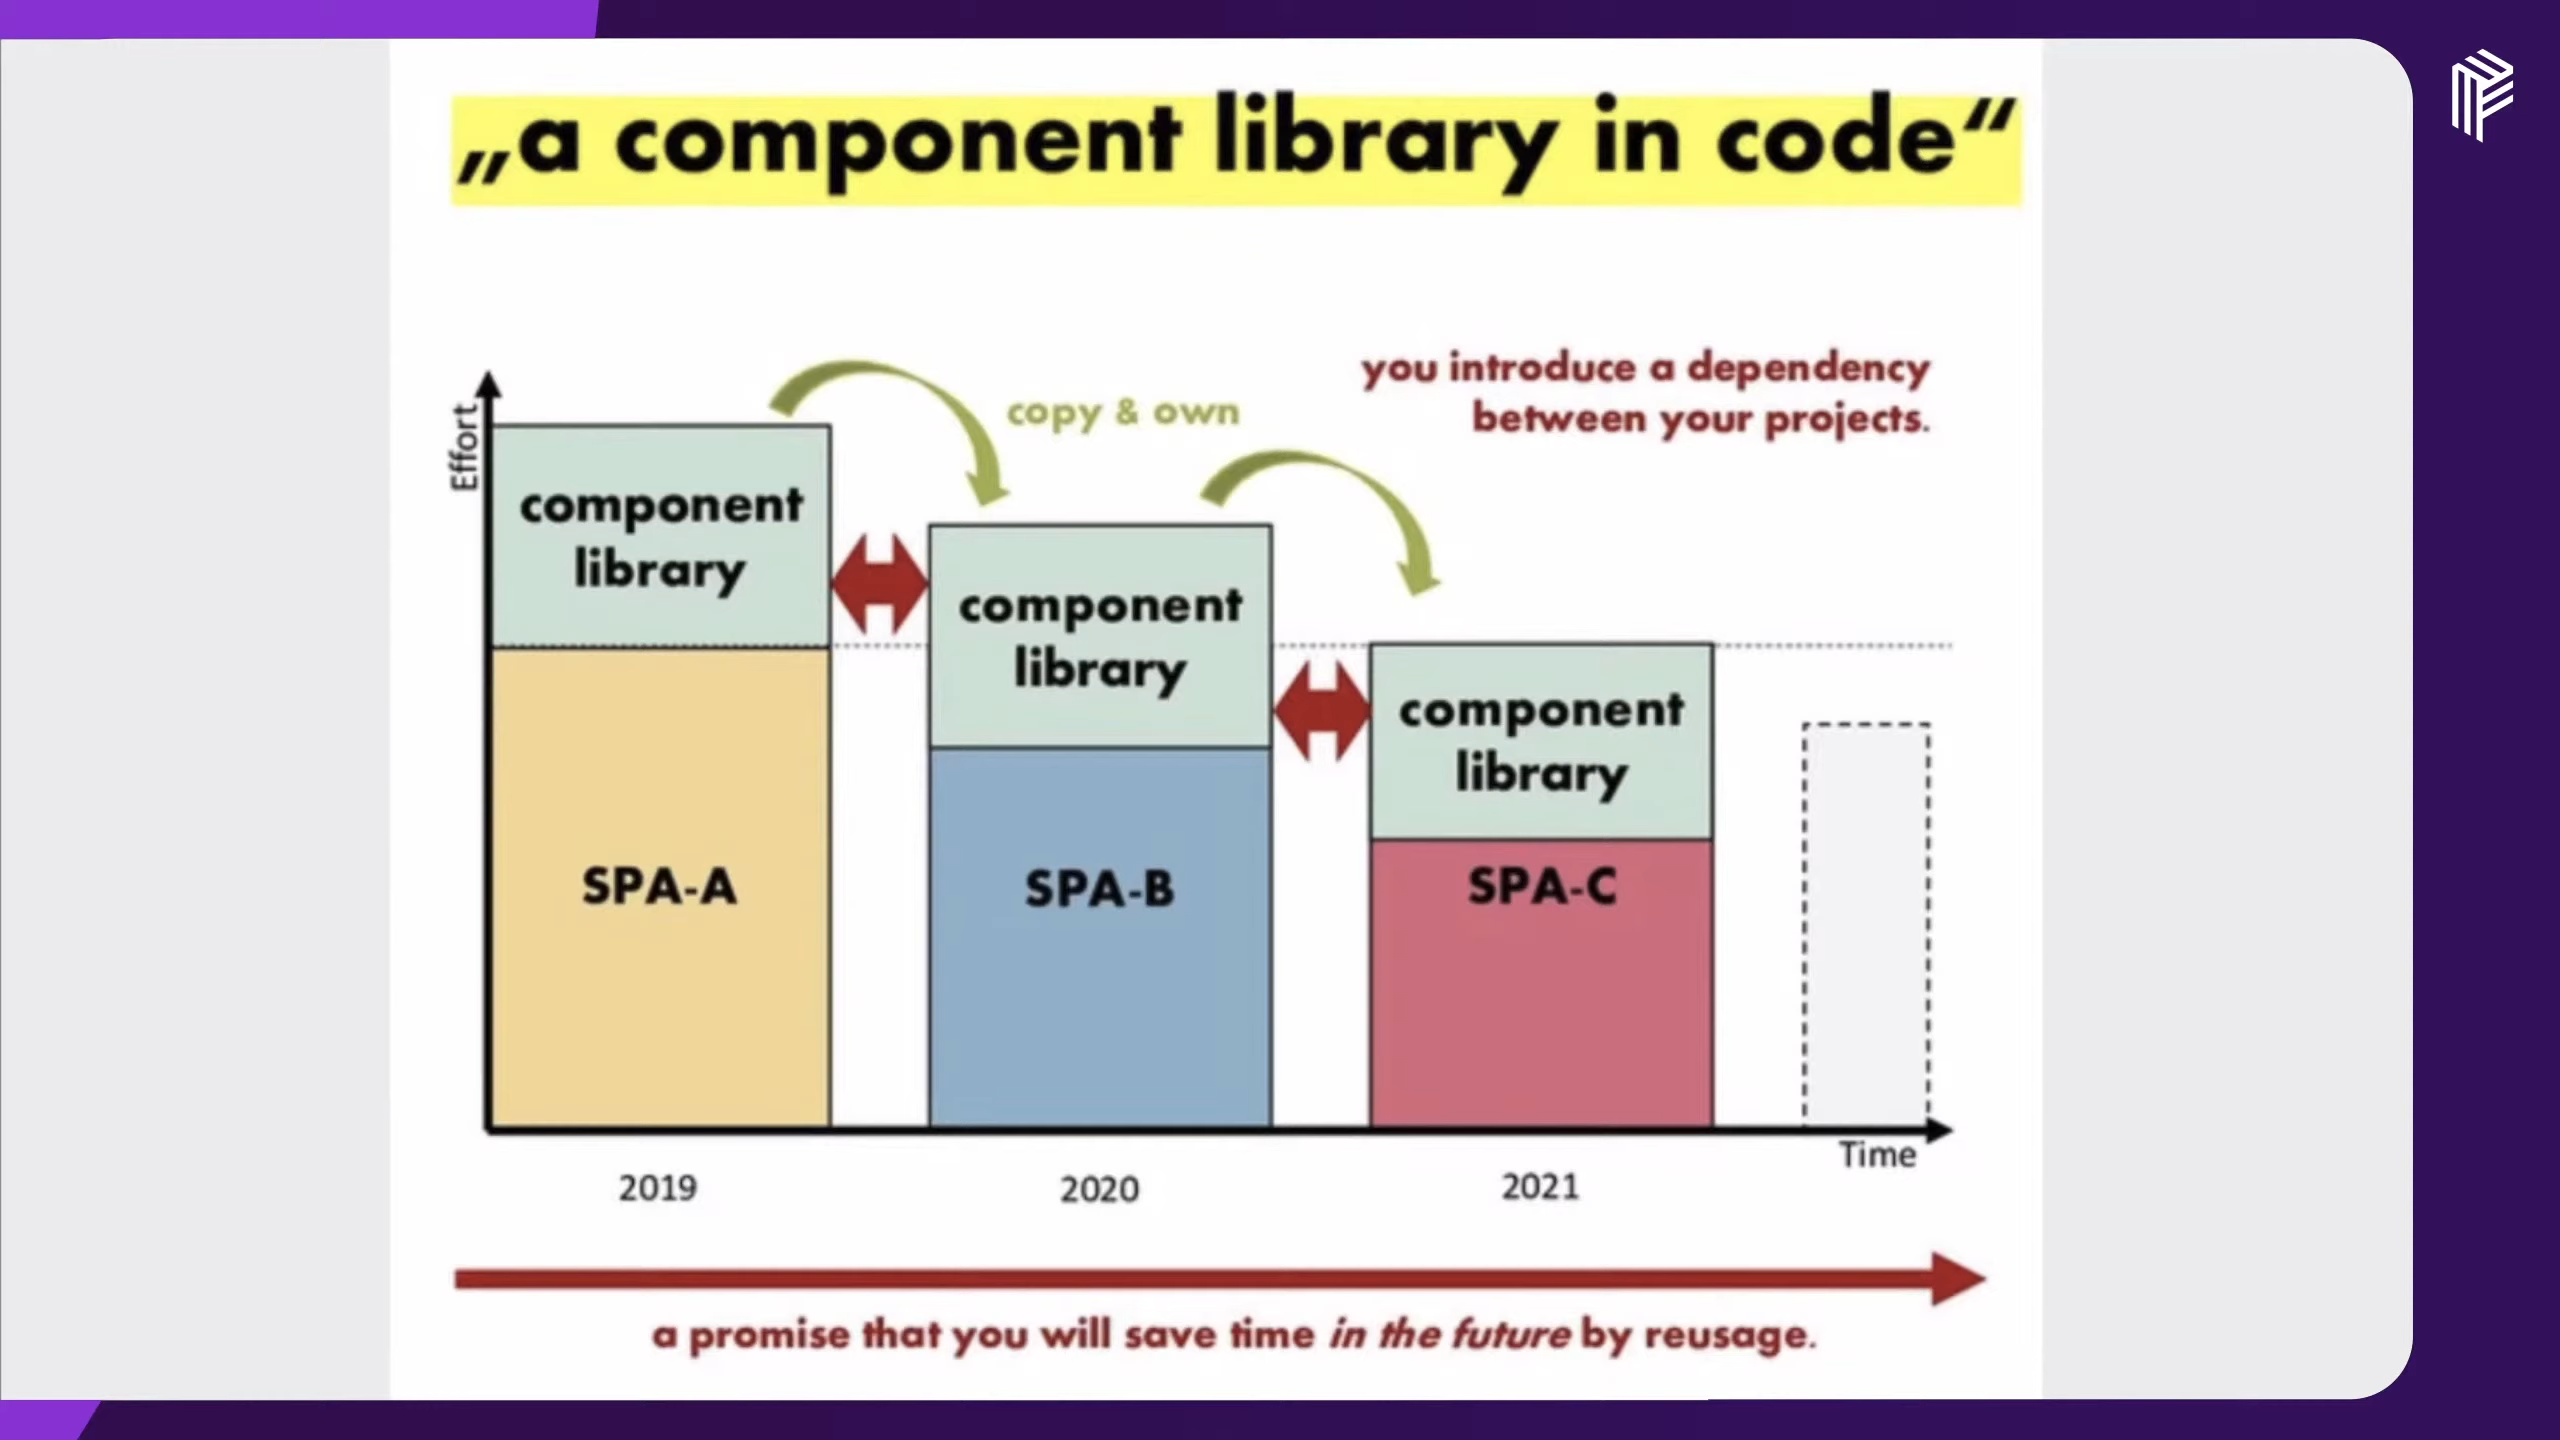 „a component library in code“
you introduce a dependency
between your projects.
copy & own
Effort
component
library
component
library
component
library
SPA-A
SPA-B
SPA-C
Time
2019
2020
2021
a promise that you will save time in the future by reusage.